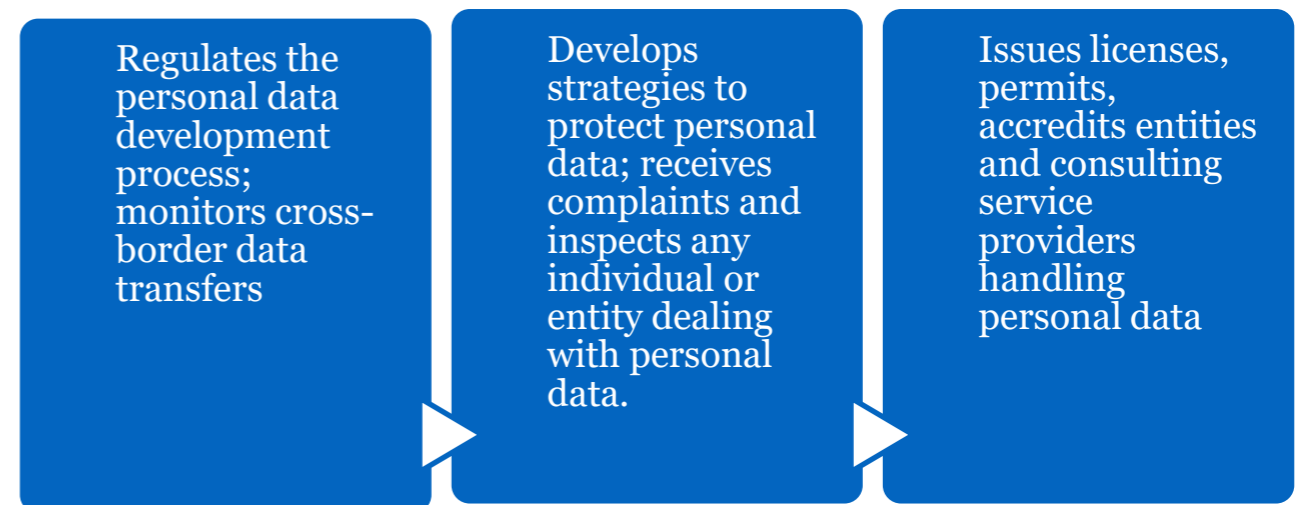 Regulates the
personal data
development
process;
monitors cross-
border data
transfers
Develops
strategies to
protect personal
data; receives
complaints and
inspects any
individual or
entity dealing
with personal
data.
Issues licenses,
permits,
accredits entities
and consulting
service
providers
handling
personal data